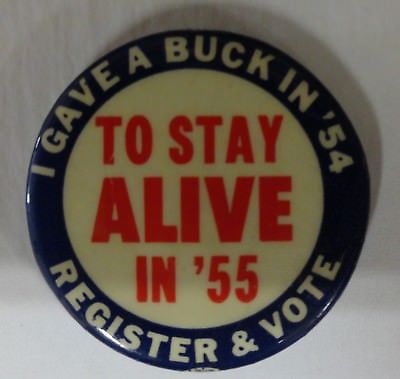 I GAVE A BUCK IN '54
TO STAY
ALIVE
IN '55
REGISTER & VOTE